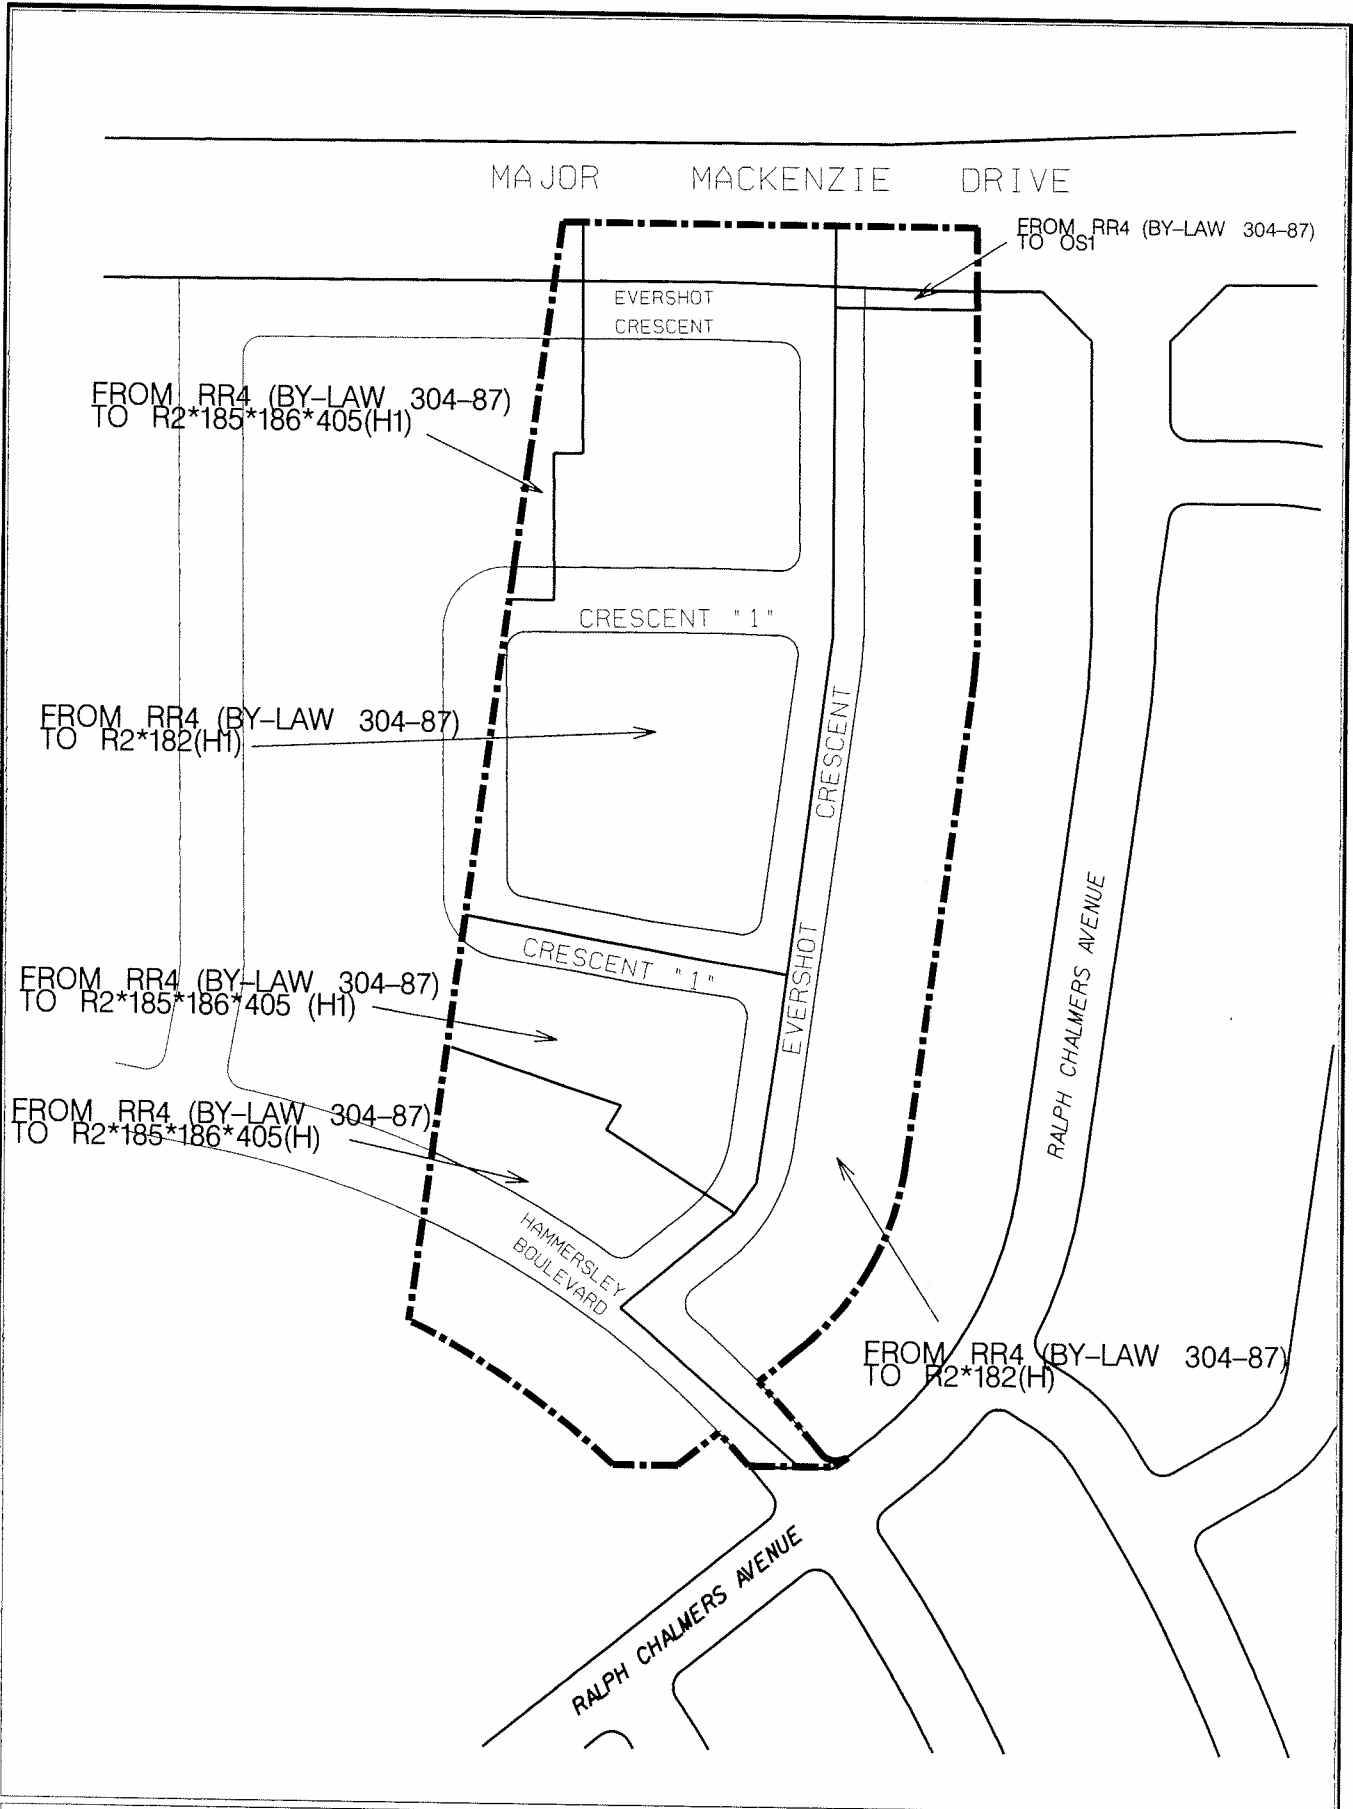 MAJOR MACKENZIE DRIVE
FROM RR4 (BY-LAW 304-87)
TO OS1
EVERSHOT
CRESCENT
FROM RR4 (BY-LAW 304-87)
TO R2*185*186*405(H1)
CRESCENT "1"
FROM RR4 (BY-LAW 304-87)
TO R2*182(H1)
EVERSHOT CRESCENT
RALPH CHALMERS AVENUE
CRESCENT "1"
FROM RR4 (BY-LAW 304-87)
TO R2*185*186*405 (H1)
FROM RR4 (BY-LAW 304-87)
TO R2*185*186*405(H)
HAMMERSLEY
BOULEVARD
FROM RR4 (BY-LAW 304-87)
TO R2*182(H)
RALPH CHALMERS AVENUE